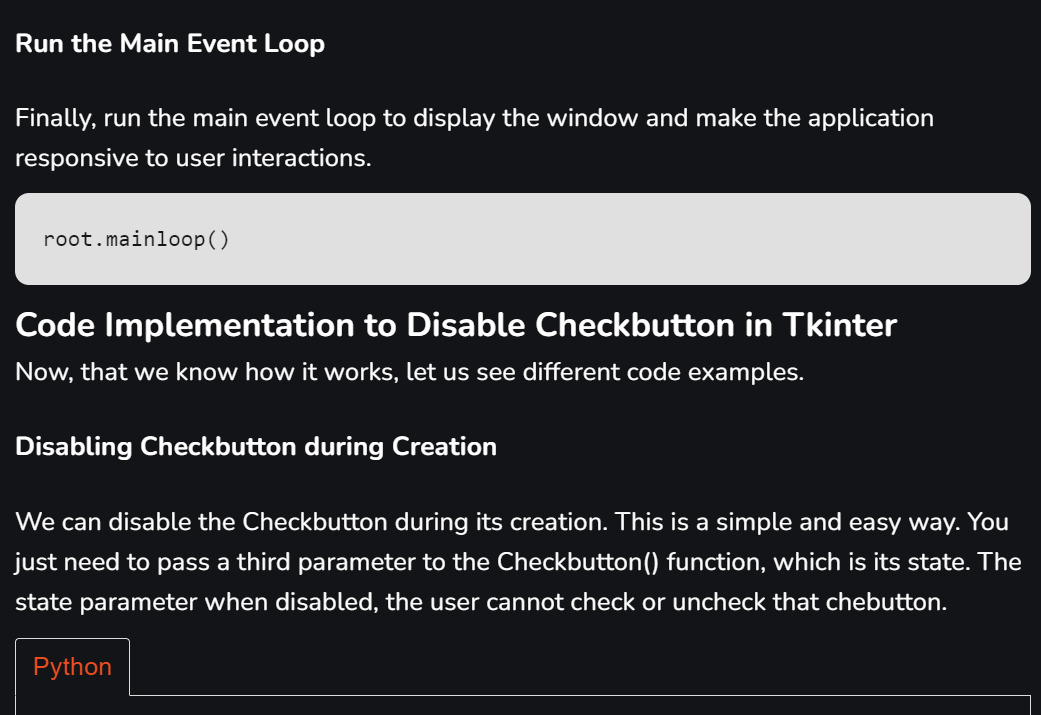 Run the Main Event Loop
Finally, run the main event loop to display the window and make the application
responsive to user interactions.
root.mainloop()
Code Implementation to Disable Checkbutton in Tkinter
Now, that we know how it works, let us see different code examples.
Disabling Checkbutton during Creation
We can disable the Checkbutton during its creation. This is a simple and easy way. You
just need to pass a third parameter to the Checkbutton() function, which is its state. The
state parameter when disabled, the user cannot check or uncheck that chebutton.
Python